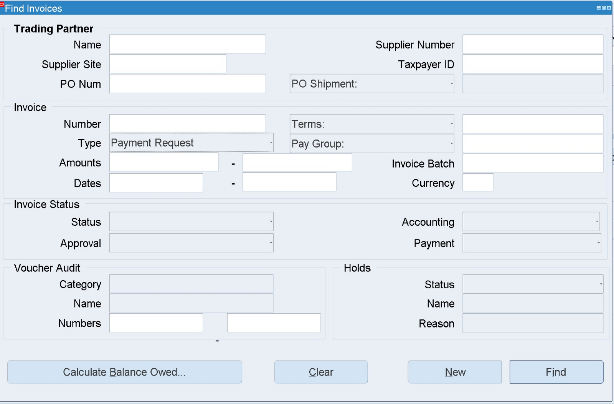 Find Invoices
Trading Partner
Name
Supplier Number
Supplier Site
Taxpayer ID
PO Num
PO Shipment:
Invoice
Number
Terms:
Type
Payment Request
Pay Group:
Amounts
-
Invoice Batch
Dates
-
Currency
Invoice Status
Status
Accounting
Approval
Payment
Voucher Audit
Holds
Category
Status
Name
Name
Numbers
-
Reason
Calculate Balance Owed...
Clear
New
Find